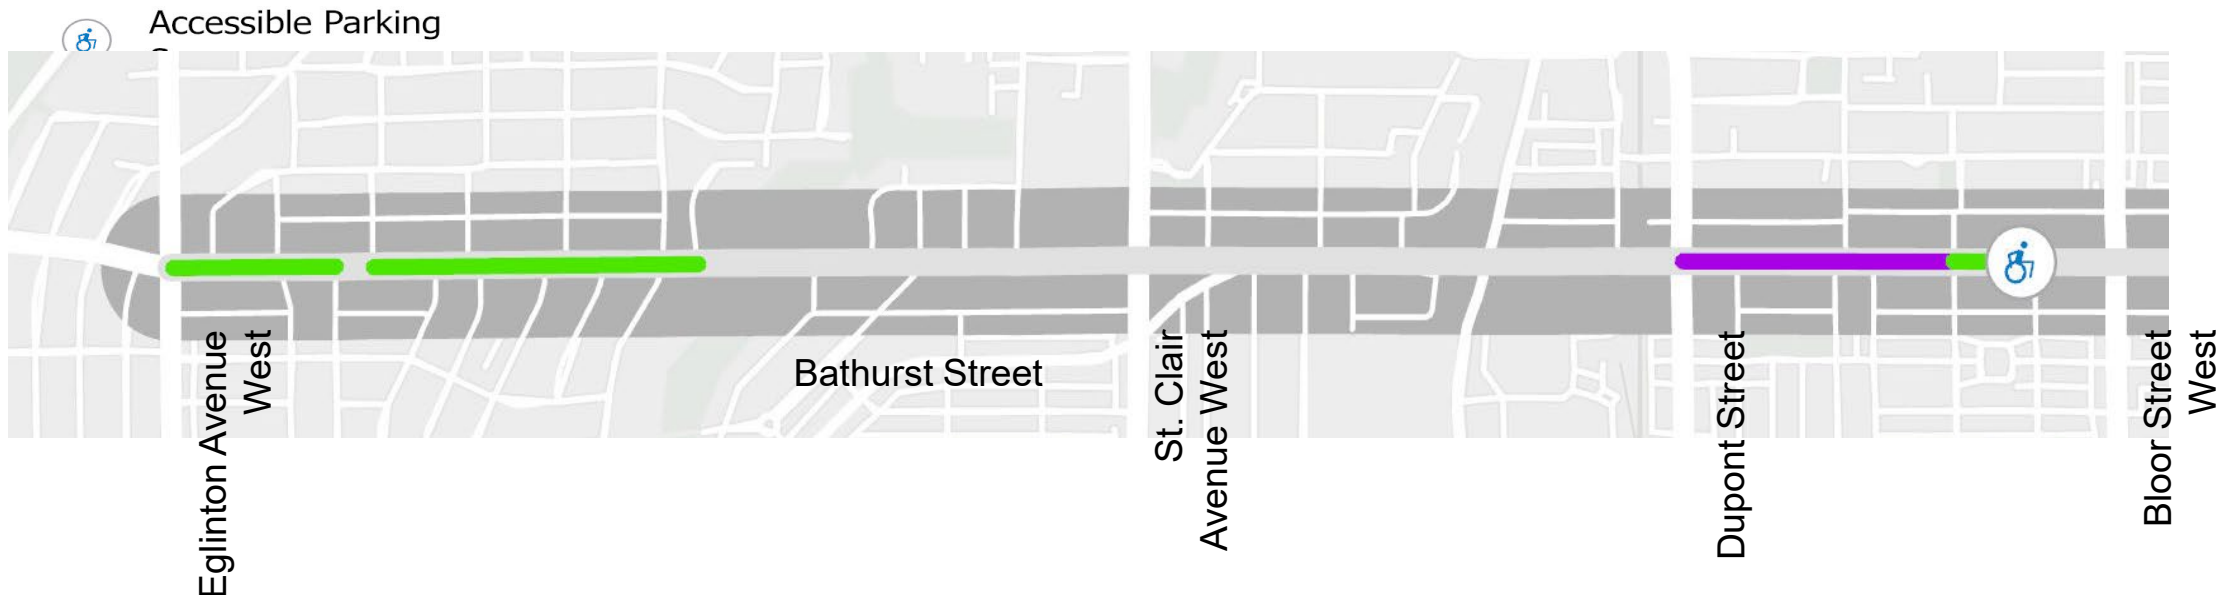 Accessible Parking
Eglinton Avenue
West
Bathurst Street
St. Clair
Avenue West
Dupont Street
Bloor Street
West